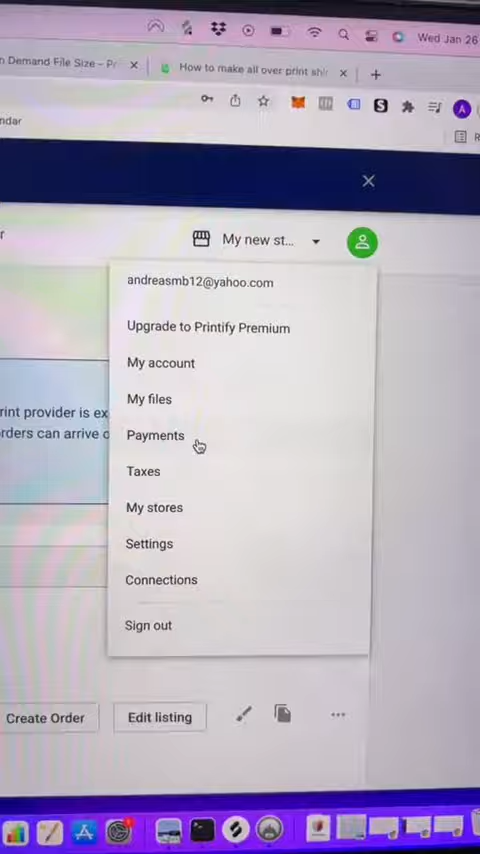 Wed Jan 26
n Demand File Size – Pr
How to make all over print shir
A
ndar
R
r
My new st...
andreasmb12@yahoo.com
Upgrade to Printify Premium
My account
My files
rint provider is ex
orders can arrive o
Payments
Taxes
My stores
Settings
Connections
Sign out
Create Order
Edit listing